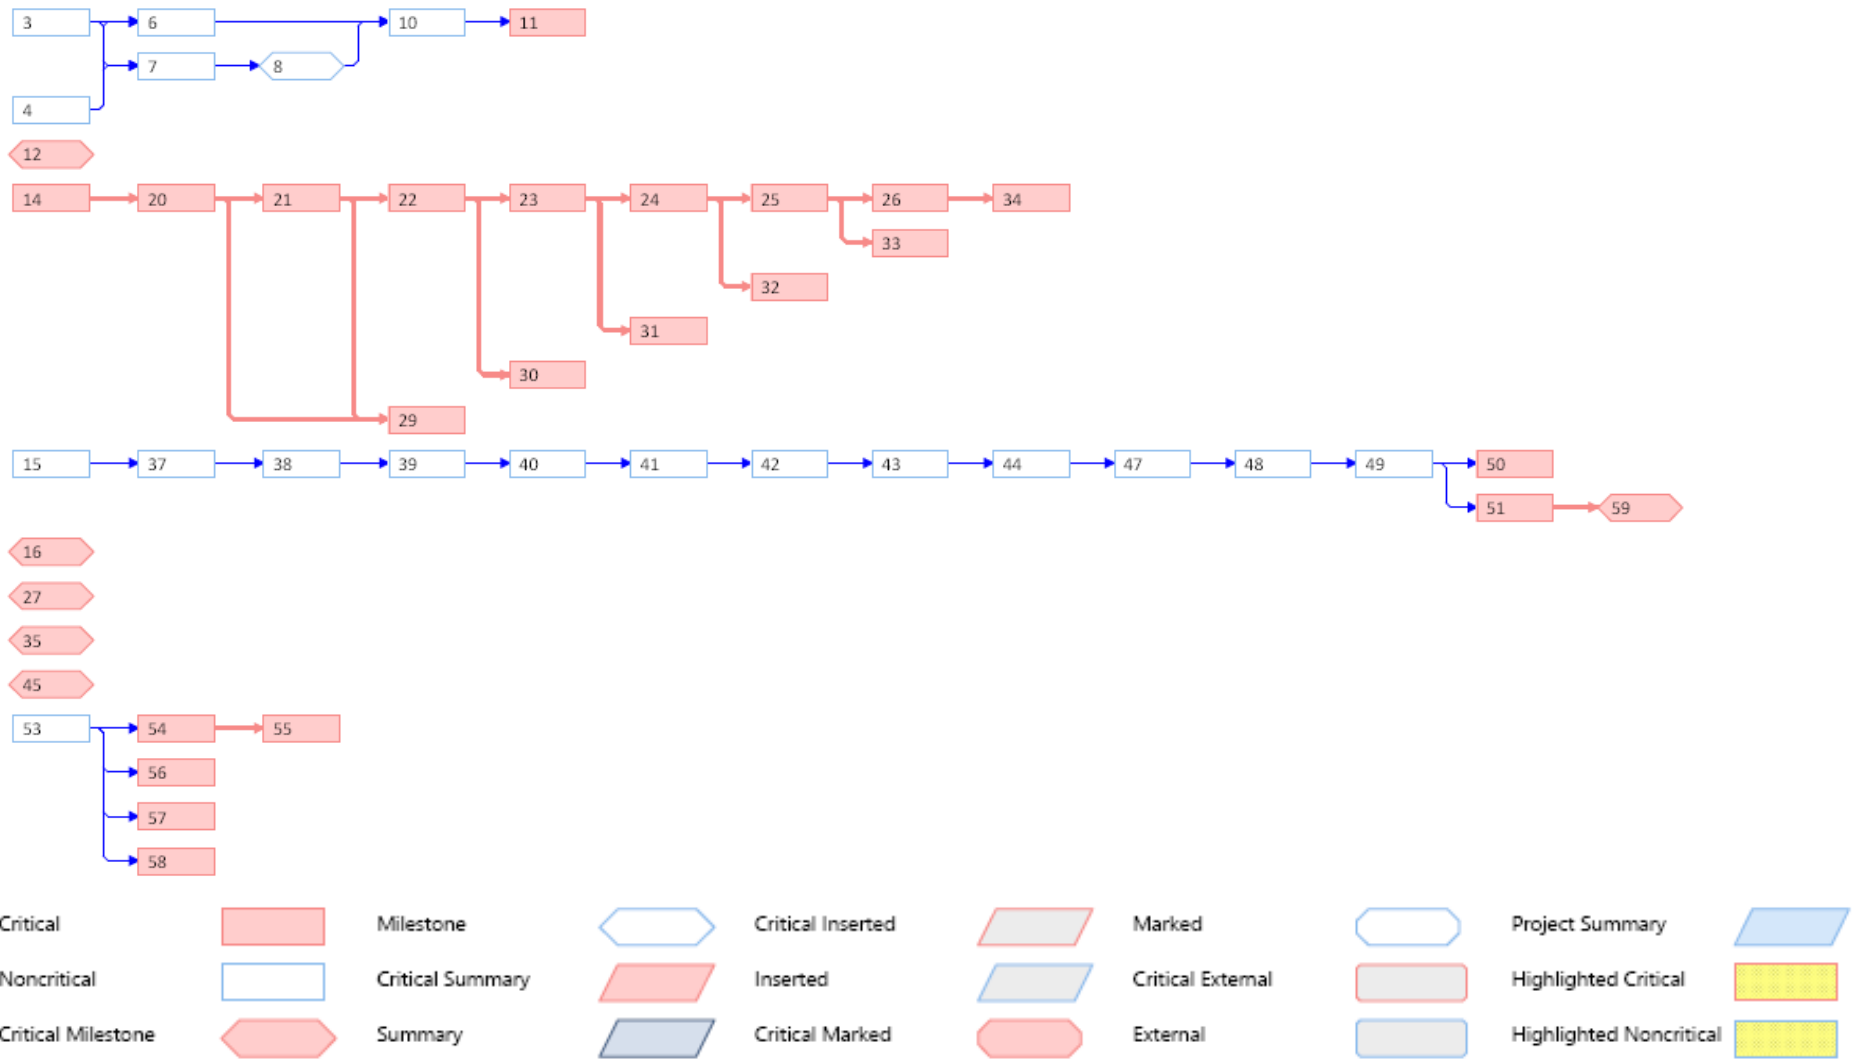 3 6 10 11
7 8
4
12
14 20 21 22 23 24 25 26 34
33
32
31
30
29
15 37 38 39 40 41 42 43 44 47 48 49 50
51 59
16
27
35
45
53 54 55
56
57
58
Critical Milestone Critical Inserted Marked Project Summary
Noncritical Critical Summary Inserted Critical External Highlighted Critical
Critical Milestone Summary Critical Marked External Highlighted Noncritical